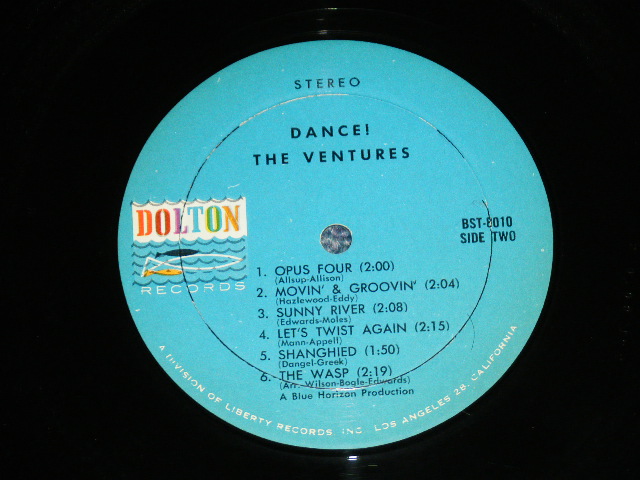 STEREO
DANCE!
THE VENTURES
DOLTON
RECORDS
BST-8010
SIDE TWO
1. OPUS FOUR (2:00)
(Allsup-Allison)
2. MOVIN' & GROOVIN' (2:04)
(Hazlewood-Eddy)
3. SUNNY RIVER (2:08)
(Edwards-Moles)
4. LET'S TWIST AGAIN (2:15)
(Mann-Appell)
5. SHANGHIED (1:50)
(Dangel-Greek)
6. THE WASP (2:19)
(Arr. Wilson-Bogle-Edwards)
A Blue Horizon Production
A DIVISION OF LIBERTY RECORDS, INC. LOS ANGELES 28, CALIFORNIA